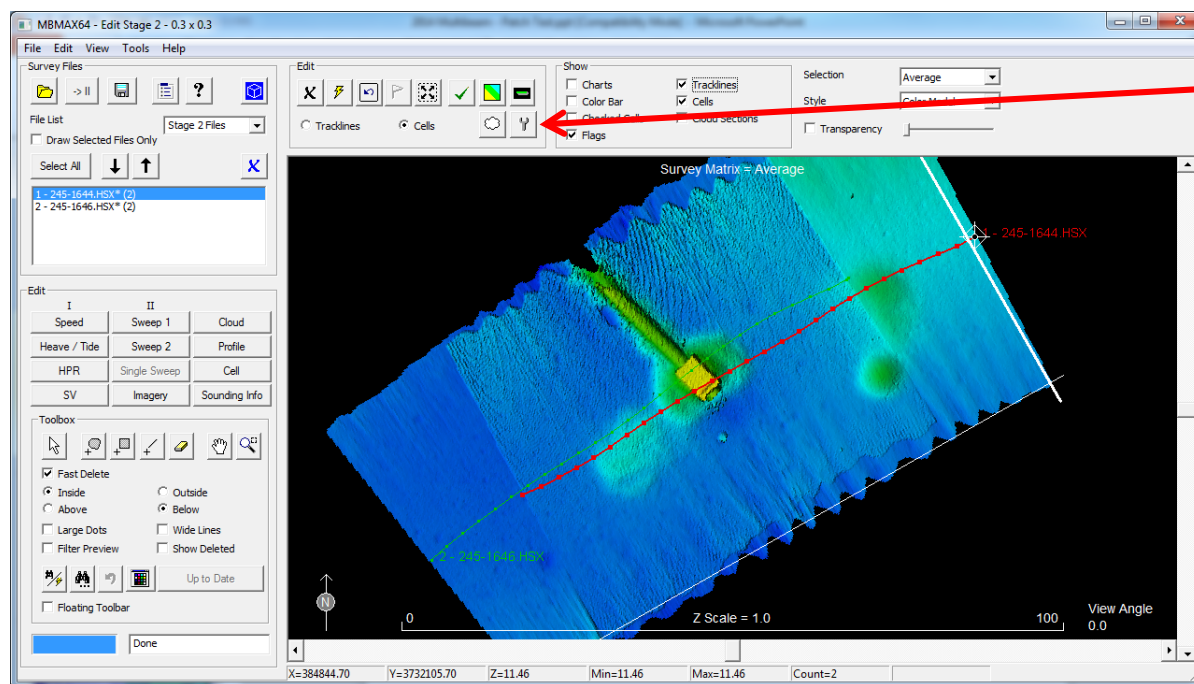 MBMAX64 - Edit Stage 2 - 0.3 x 0.3
File Edit View Tools Help
Survey Files
-> II
?
File List
Stage 2 Files
Draw Selected Files Only
Select All
X
1 - 245-1644.HSX* (2)
2 - 245-1646.HSX* (2)
Edit
X
Tracklines
Cells
Show
Charts
Tracklines
Color Bar
Cells
Cloud Sections
Flags
Selection
Average
Style
Transparency
Edit
I II
Speed Sweep 1 Cloud
Heave / Tide Sweep 2 Profile
HPR Single Sweep Cell
SV Imagery Sounding Info
Toolbox
Fast Delete
Inside Outside
Above Below
Large Dots Wide Lines
Filter Preview Show Deleted
Up to Date
Floating Toolbar
Done
Survey Matrix = Average
1 - 245-1644.HSX
2 - 245-1646.HSX
N
0
Z Scale = 1.0
100
View Angle
0.0
X=384844.70 Y=3732105.70 Z=11.46 Min=11.46 Max=11.46 Count=2